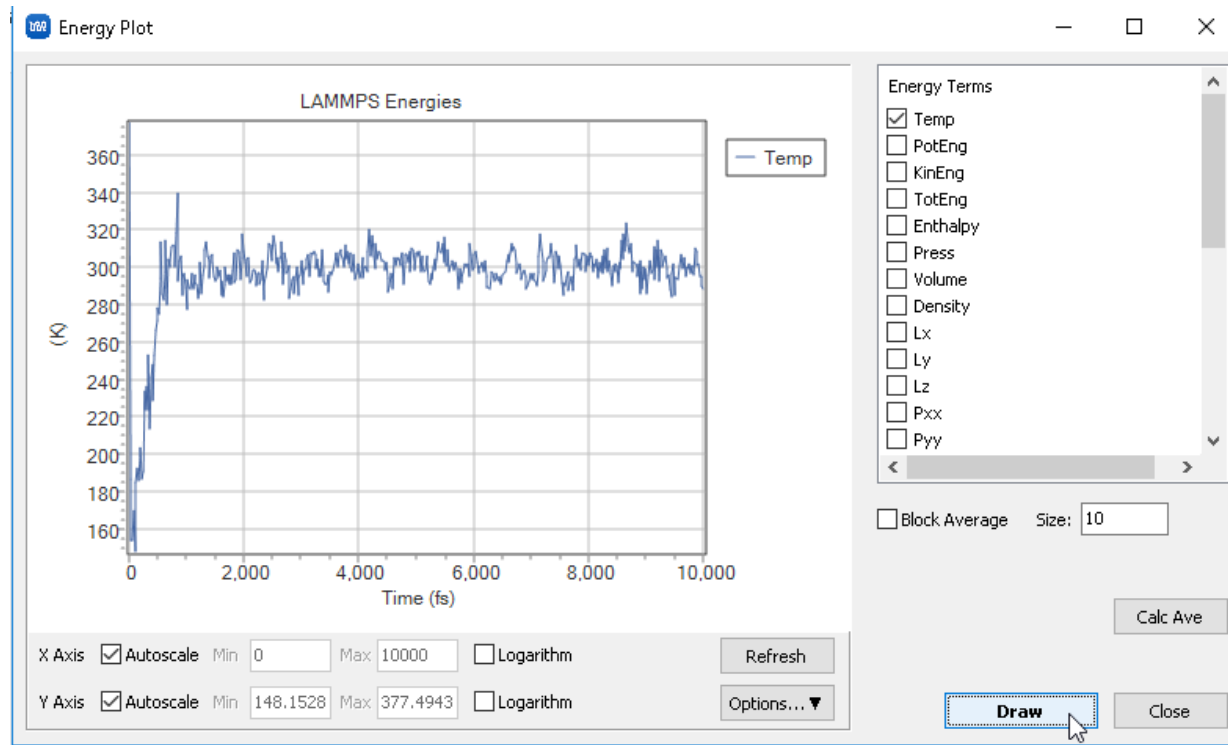 Energy Plot
LAMMPS Energies
360
340
320
300
280
260
240
220
200
180
160
(K)
0 2,000 4,000 6,000 8,000 10,000
Time (fs)
Temp
X Axis Autoscale Min 0 Max 10000 Logarithm Refresh
Y Axis Autoscale Min 148.1528 Max 377.4943 Logarithm Options... ▼
Energy Terms
Temp
PotEng
KinEng
TotEng
Enthalpy
Press
Volume
Density
Lx
Ly
Lz
Pxx
Pyy
Block Average Size: 10
Calc Ave
Draw Close